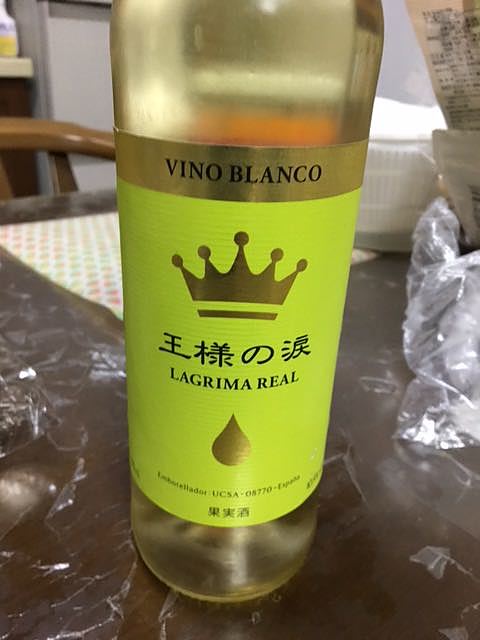 VINO BLANCO
王様の涙
LAGRIMA REAL
Embotellador UCSA - 08770 - España
果実酒